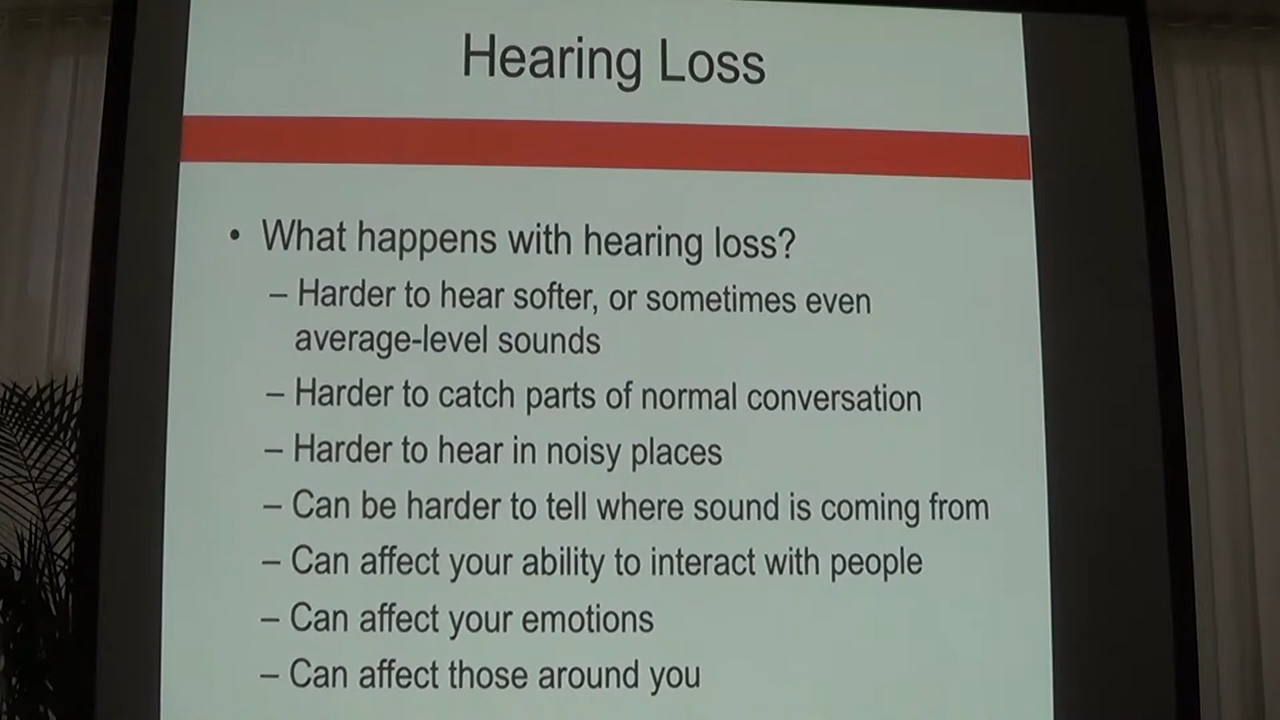 Hearing Loss
• What happens with hearing loss?
– Harder to hear softer, or sometimes even
average-level sounds
– Harder to catch parts of normal conversation
– Harder to hear in noisy places
– Can be harder to tell where sound is coming from
– Can affect your ability to interact with people
– Can affect your emotions
– Can affect those around you